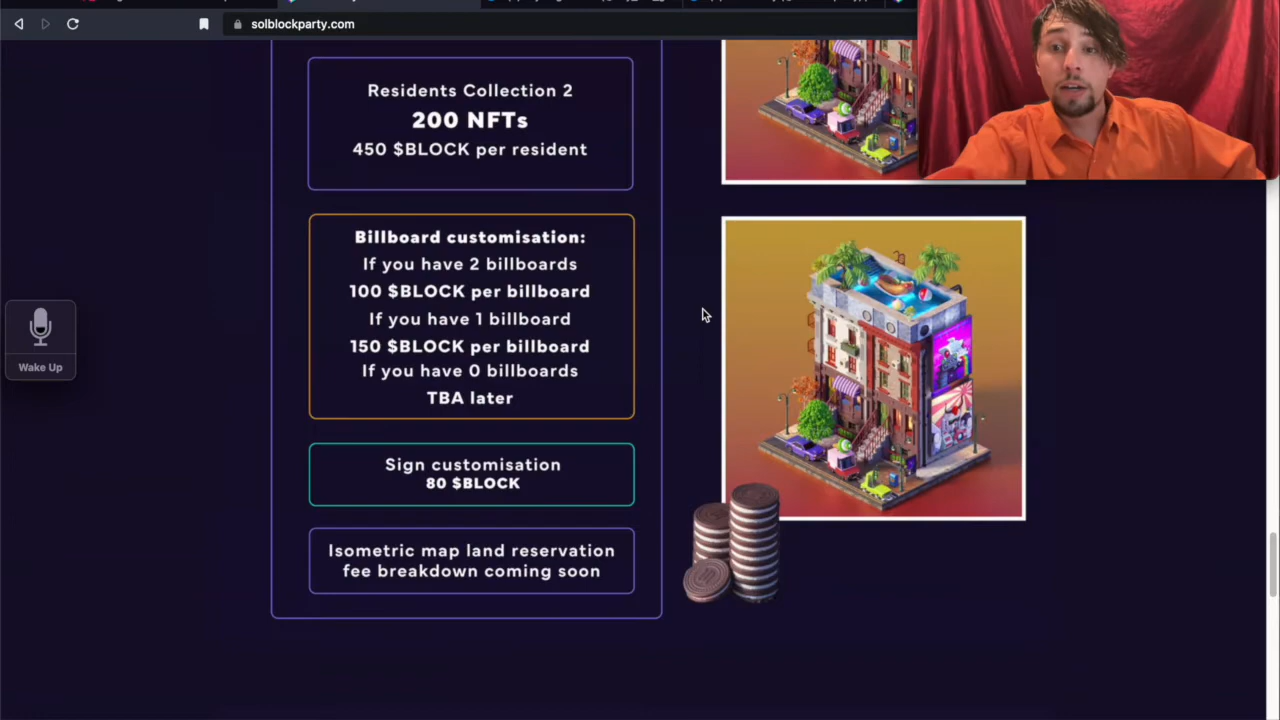 solblockparty.com
Residents Collection 2
200 NFTs
450 $BLOCK per resident
Billboard customisation:
If you have 2 billboards
100 $BLOCK per billboard
If you have 1 billboard
150 $BLOCK per billboard
If you have 0 billboards
TBA later
Sign customisation
80 $BLOCK
Isometric map land reservation
fee breakdown coming soon
Wake Up